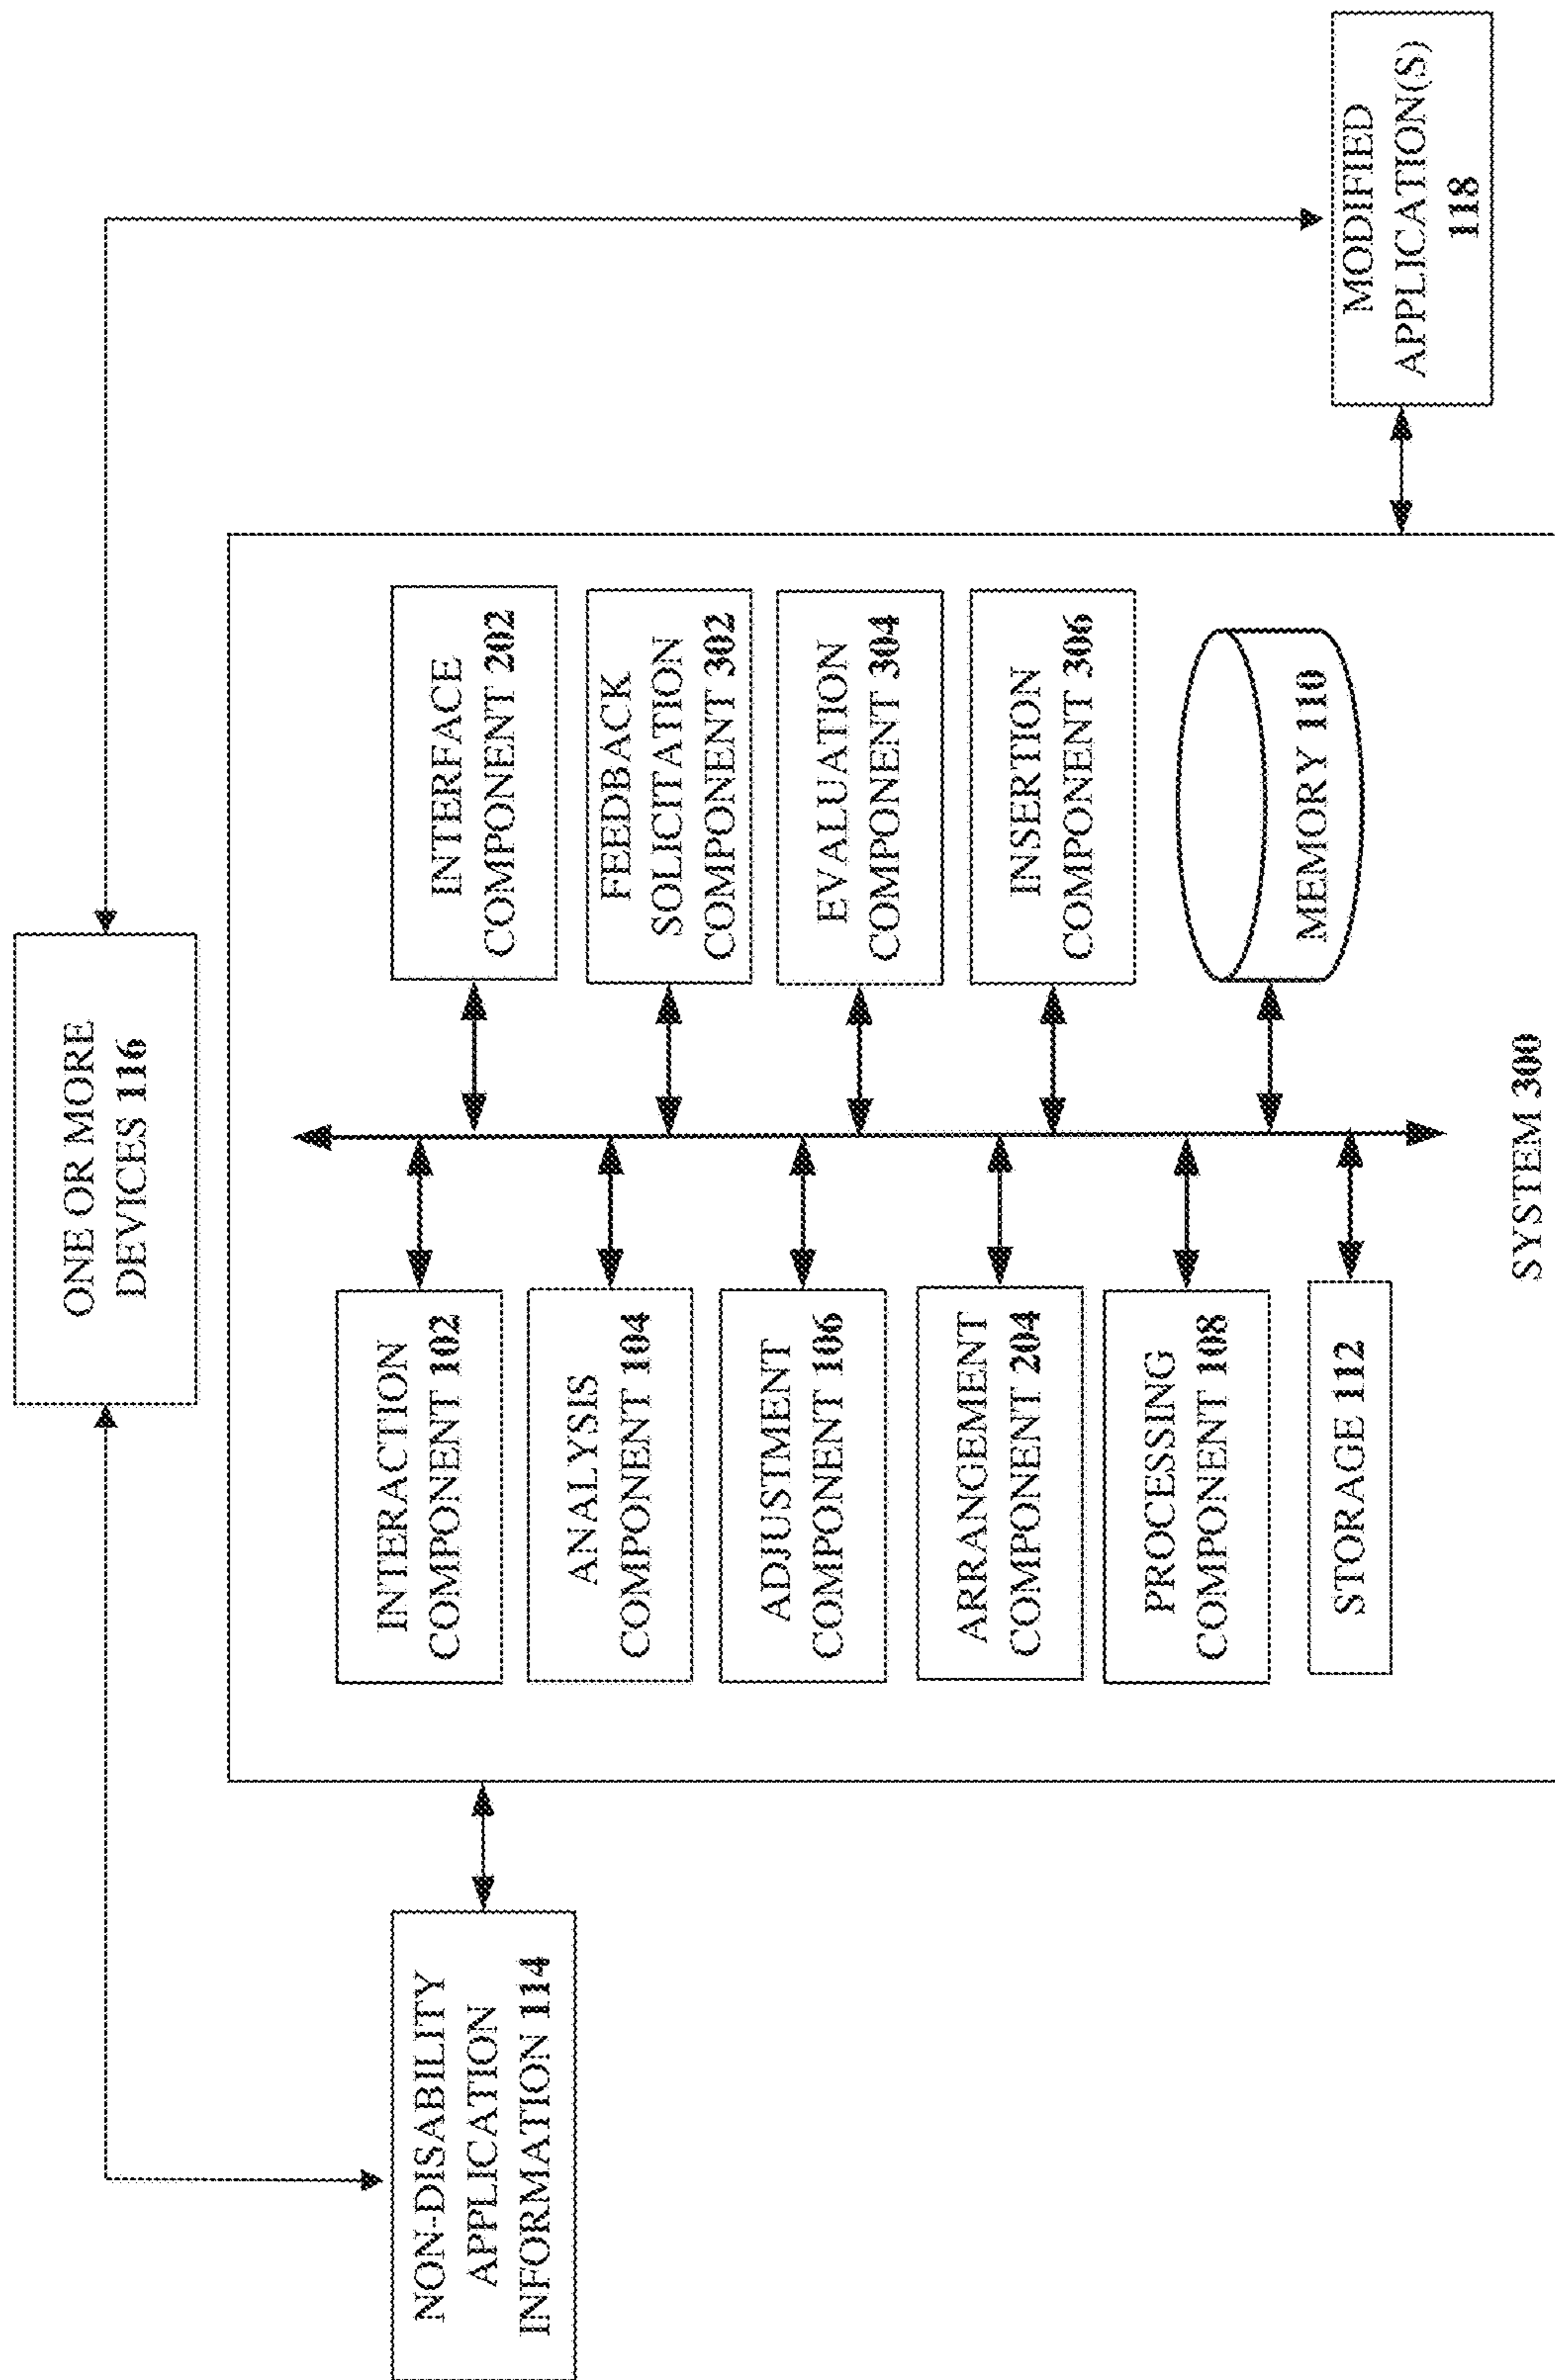 ONE OR MORE
DEVICES 116
NON-DISABILITY
APPLICATION
INFORMATION 114
INTERACTION
COMPONENT 102
ANALYSIS
COMPONENT 104
ADJUSTMENT
COMPONENT 106
ARRANGEMENT
COMPONENT 204
PROCESSING
COMPONENT 108
STORAGE 112
INTERFACE
COMPONENT 202
FEEDBACK
SOLICITATION
COMPONENT 302
EVALUATION
COMPONENT 304
INSERTION
COMPONENT 306
MEMORY 110
SYSTEM 300
MODIFIED
APPLICATION(S)
118